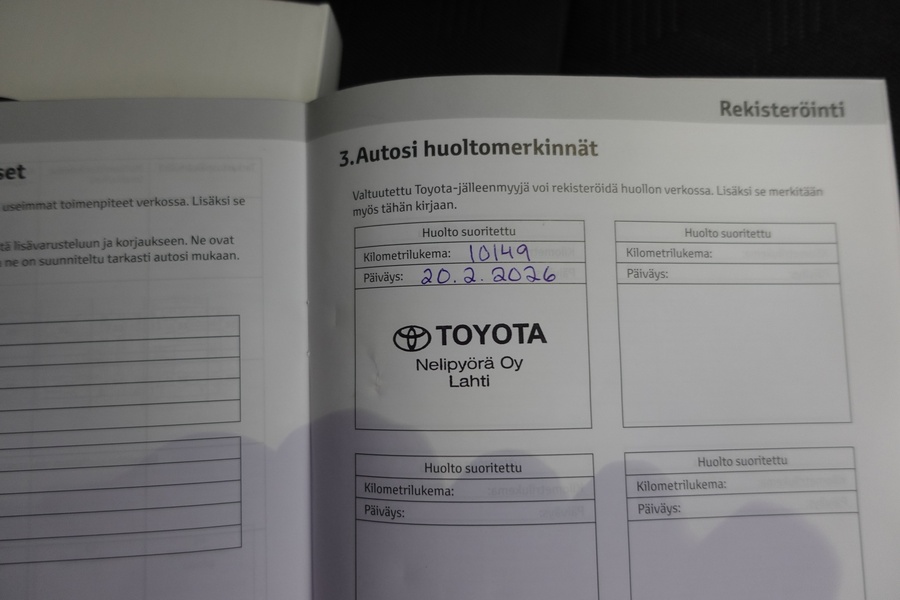 set
useimmat toimenpiteet verkossa. Lisäksi se
tä lisävarusteluun ja korjaukseen. Ne ovat
ne on suunniteltu tarkasti autosi mukaan.
Rekisteröinti
3.Autosi huoltomerkinnät
Valtuutettu Toyota-jälleenmyyjä voi rekisteröidä huollon verkossa. Lisäksi se merkitään
myös tähän kirjaan.
Huolto suoritettu
Kilometrilukema: 10149
Päiväys: 20.2.2026
TOYOTA
Nelipyörä Oy
Lahti
Huolto suoritettu
Kilometrilukema:
Päiväys:
Huolto suoritettu
Kilometrilukema:
Päiväys:
Huolto suoritettu
Kilometrilukema:
Päiväys: